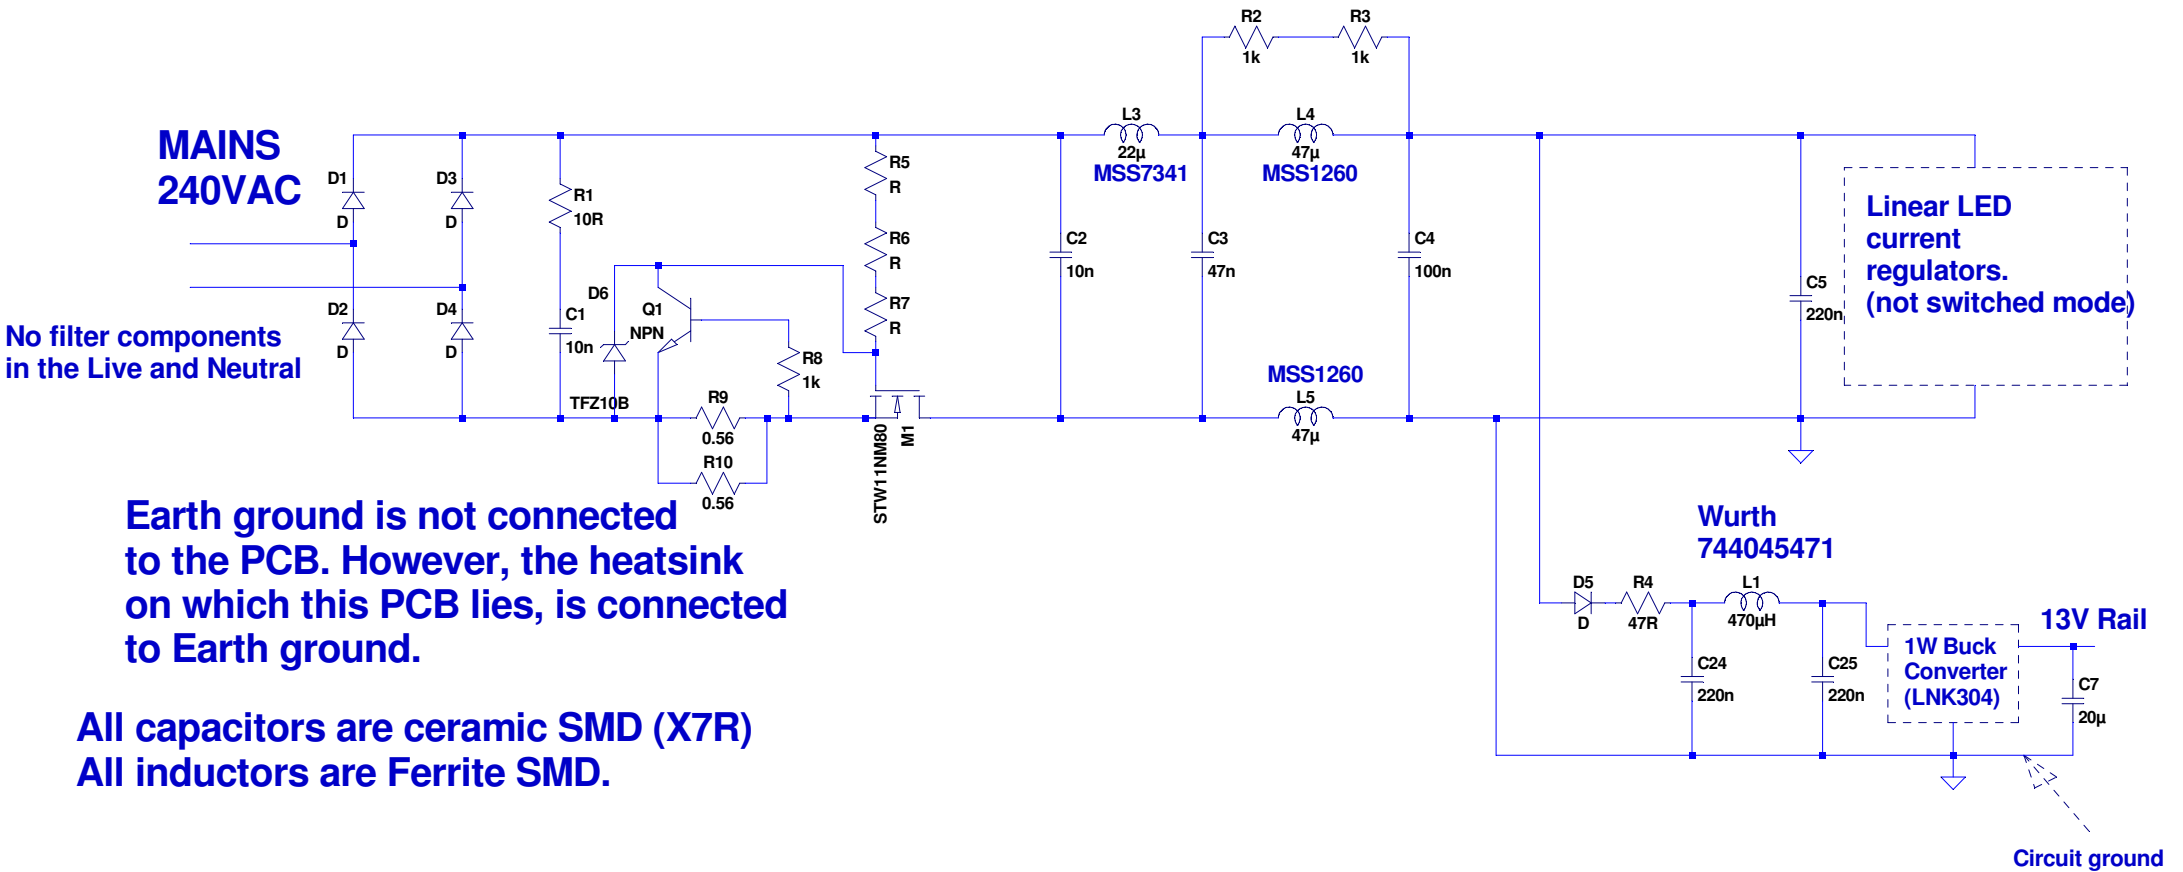 MAINS
240VAC
No filter components
in the Live and Neutral
D1
D
D3
D
D2
D
D4
D
R1
10R
C1
10n
D6
TFZ10B
Q1
NPN
R5
R
R6
R
R7
R
R8
1k
R9
0.56
R10
0.56
STW11NM80
M1
C2
10n
L3
22µ
MSS7341
C3
47n
R2
1k
R3
1k
L4
47µ
MSS1260
C4
100n
MSS1260
L5
47µ
C5
220n
Linear LED
current
regulators.
(not switched mode)
Wurth
744045471
D5
D
R4
47R
L1
470µH
C24
220n
C25
220n
1W Buck
Converter
(LNK304)
13V Rail
C7
20µ
Circuit ground
Earth ground is not connected
to the PCB. However, the heatsink
on which this PCB lies, is connected
to Earth ground.
All capacitors are ceramic SMD (X7R)
All inductors are Ferrite SMD.